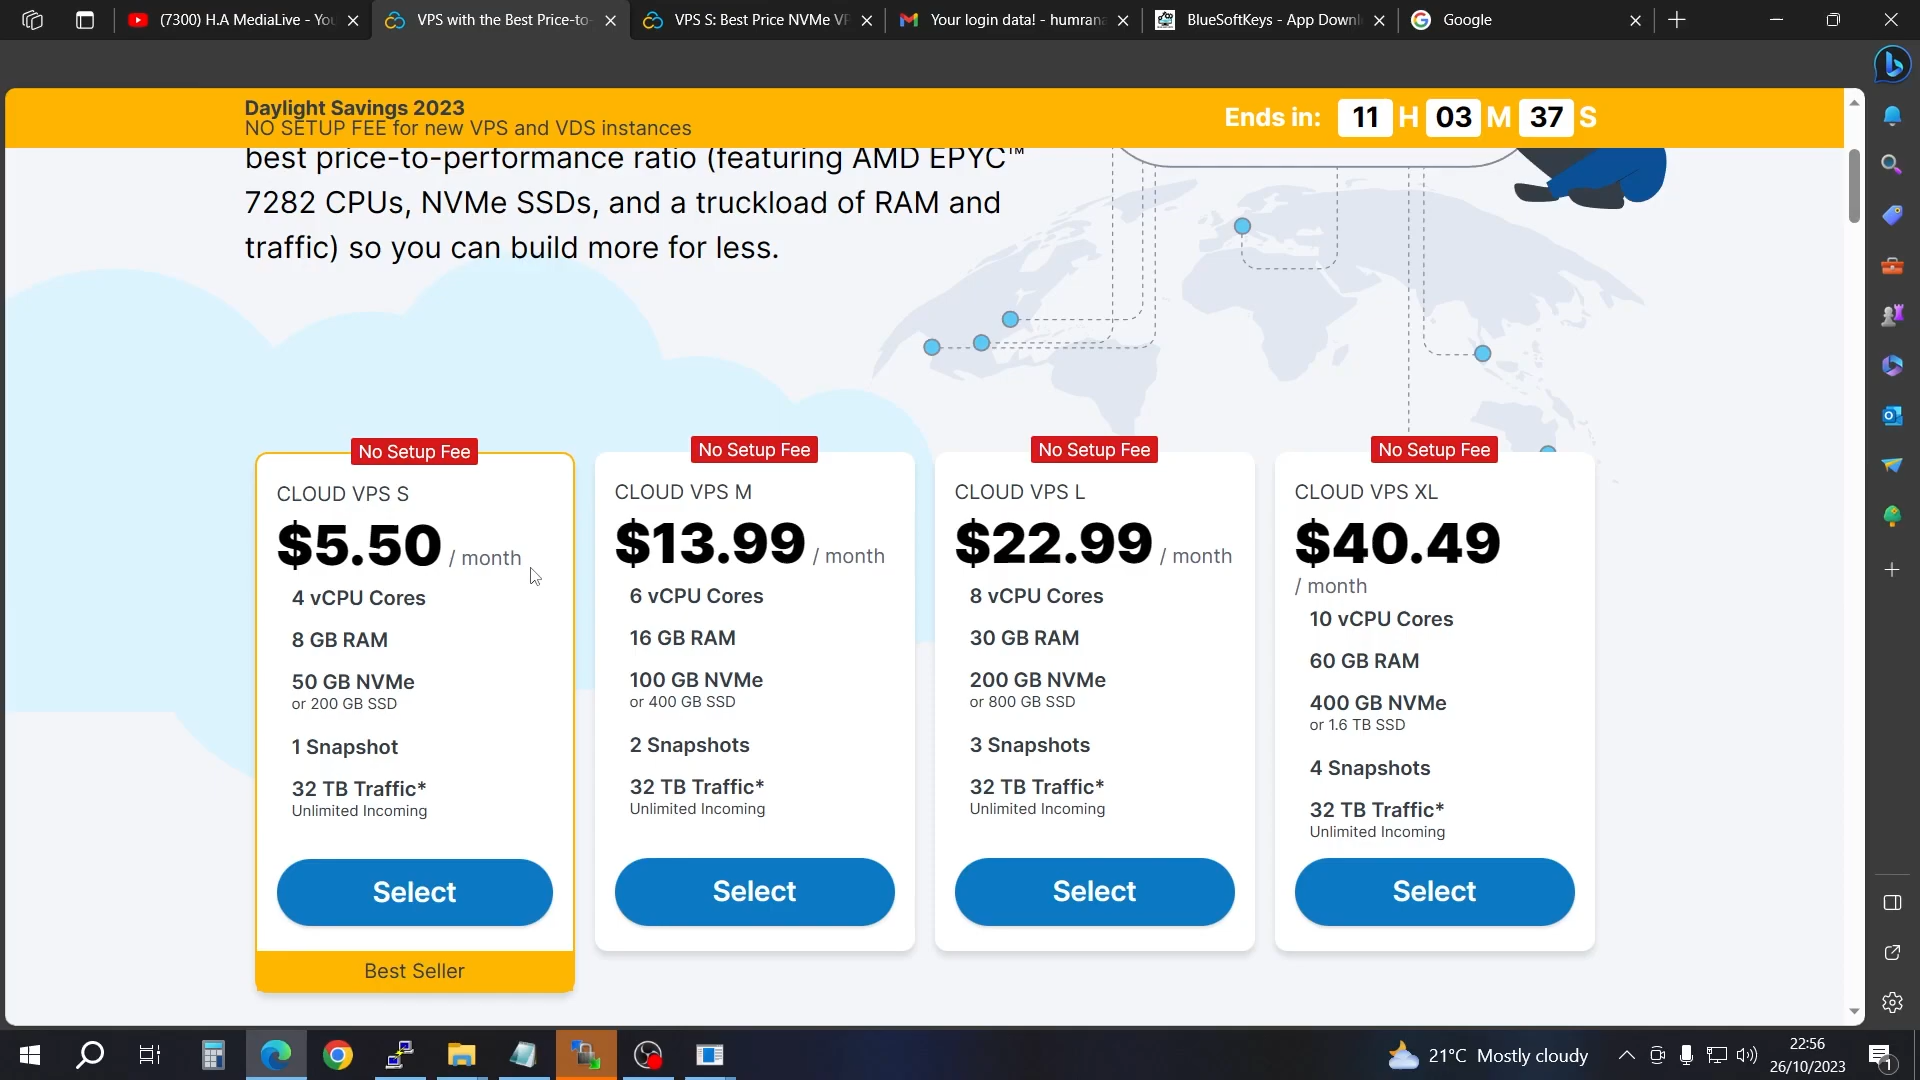 (7300) H.A MediaLive - You
VPS with the Best Price-to-
VPS S: Best Price NVMe VP
Your login data! - humrana
BlueSoftKeys - App Downl
Google
Daylight Savings 2023
NO SETUP FEE for new VPS and VDS instances
Ends in: 11 H 03 M 37 S
best price-to-performance ratio (featuring AMD EPYC™
7282 CPUs, NVMe SSDs, and a truckload of RAM and
traffic) so you can build more for less.
No Setup Fee
CLOUD VPS S
$5.50 / month
4 vCPU Cores
8 GB RAM
50 GB NVMe
or 200 GB SSD
1 Snapshot
32 TB Traffic*
Unlimited Incoming
Select
Best Seller
No Setup Fee
CLOUD VPS M
$13.99 / month
6 vCPU Cores
16 GB RAM
100 GB NVMe
or 400 GB SSD
2 Snapshots
32 TB Traffic*
Unlimited Incoming
Select
No Setup Fee
CLOUD VPS L
$22.99 / month
8 vCPU Cores
30 GB RAM
200 GB NVMe
or 800 GB SSD
3 Snapshots
32 TB Traffic*
Unlimited Incoming
Select
No Setup Fee
CLOUD VPS XL
$40.49
/ month
10 vCPU Cores
60 GB RAM
400 GB NVMe
or 1.6 TB SSD
4 Snapshots
32 TB Traffic*
Unlimited Incoming
Select
21°C Mostly cloudy
22:56
26/10/2023
1